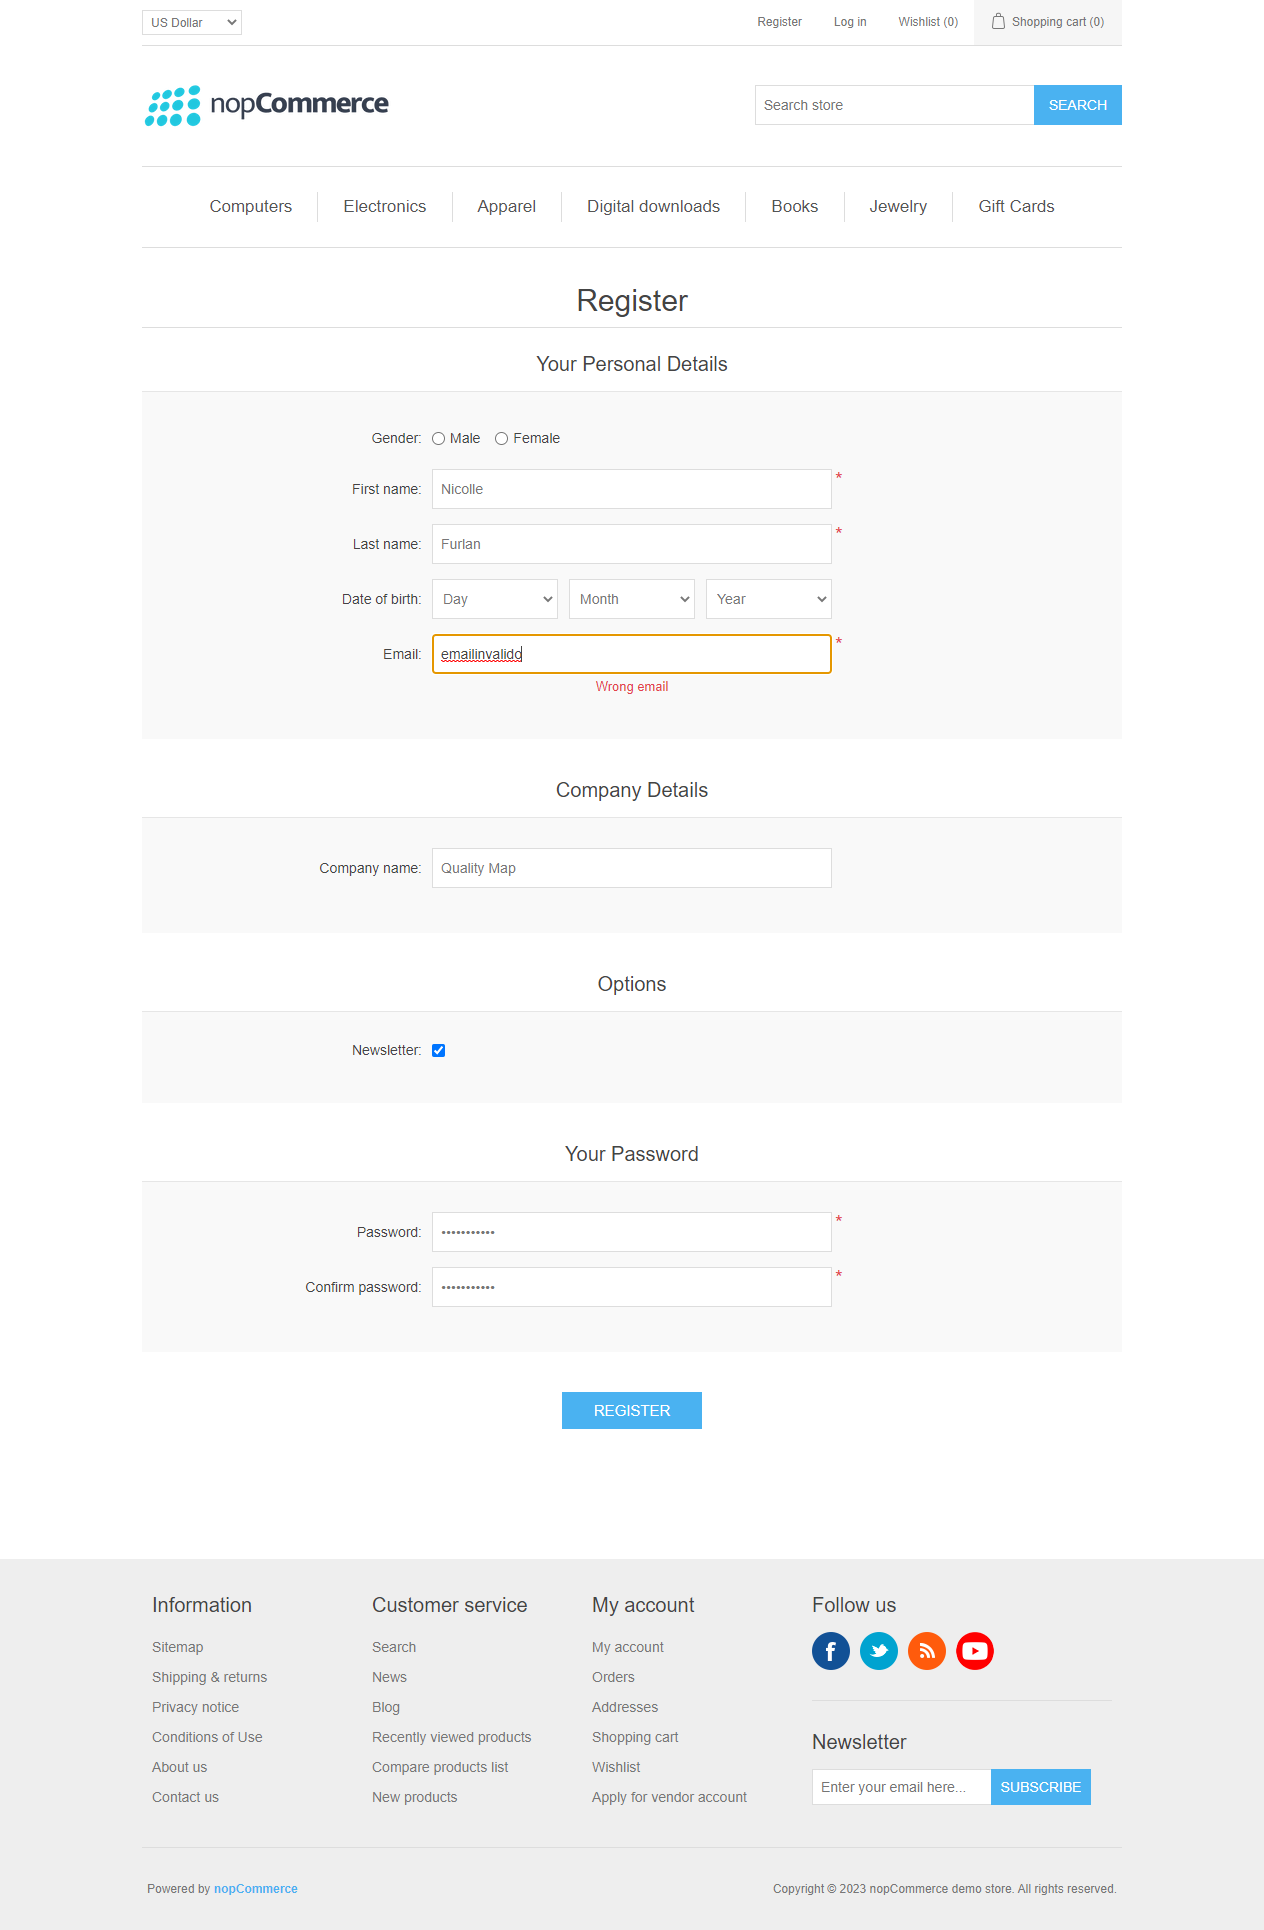 US Dollar Register Log in Wishlist (0) Shopping cart (0)
nopCommerce Search store SEARCH
Computers Electronics Apparel Digital downloads Books Jewelry Gift Cards
Register
Your Personal Details
Gender: Male Female
First name: Nicolle *
Last name: Furlan *
Date of birth: Day Month Year
Email: emailinvalido *
Wrong email
Company Details
Company name: Quality Map
Options
Newsletter:
Your Password
Password: ••••••••••• *
Confirm password: ••••••••••• *
REGISTER
Information Customer service My account Follow us
Sitemap Search My account
Shipping & returns News Orders
Privacy notice Blog Addresses
Conditions of Use Recently viewed products Shopping cart Newsletter
About us Compare products list Wishlist
Contact us New products Apply for vendor account Enter your email here... SUBSCRIBE
Powered by nopCommerce Copyright © 2023 nopCommerce demo store. All rights reserved.